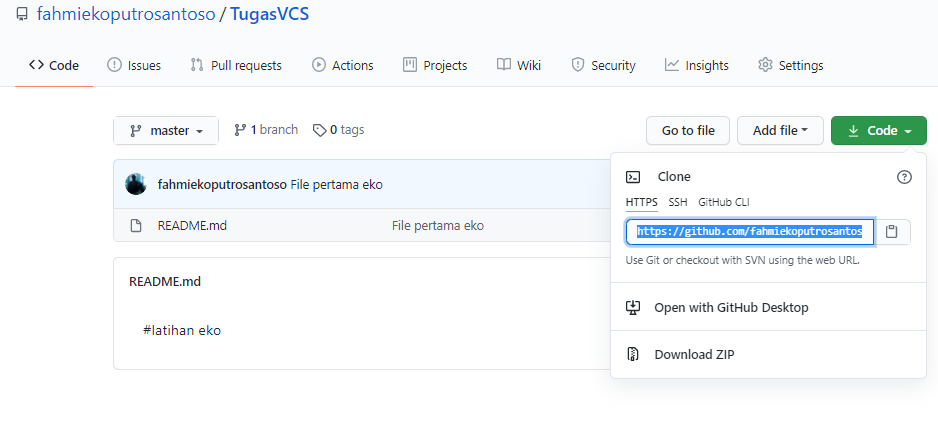 fahmiekoputrosantoso / TugasVCS
Code Issues Pull requests Actions Projects Wiki Security Insights Settings
master 1 branch 0 tags Go to file Add file Code
fahmiekoputrosantoso File pertama eko
README.md File pertama eko
README.md
#latihan eko
Clone
HTTPS SSH GitHub CLI
https://github.com/fahmiekoputrosantos
Use Git or checkout with SVN using the web URL.
Open with GitHub Desktop
Download ZIP